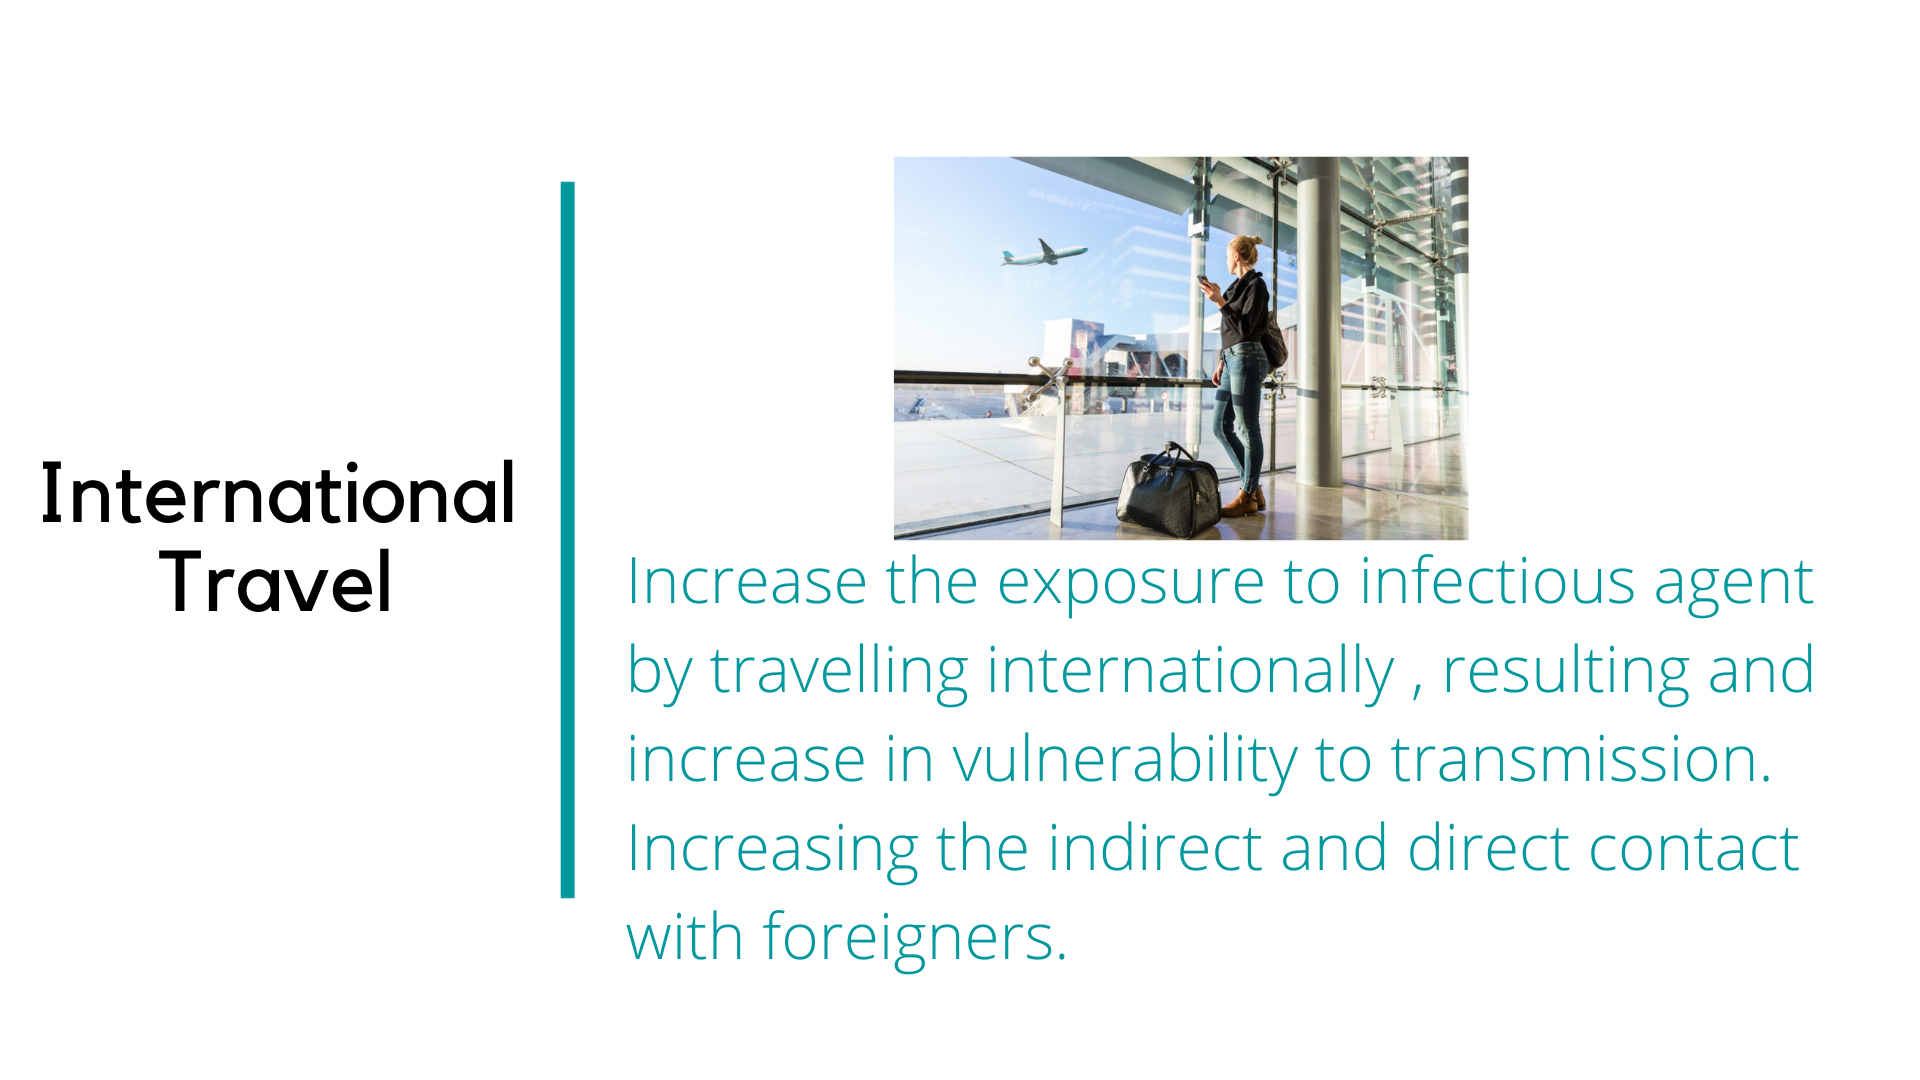 International
Travel
Increase the exposure to infectious agent
by travelling internationally , resulting and
increase in vulnerability to transmission.
Increasing the indirect and direct contact
with foreigners.